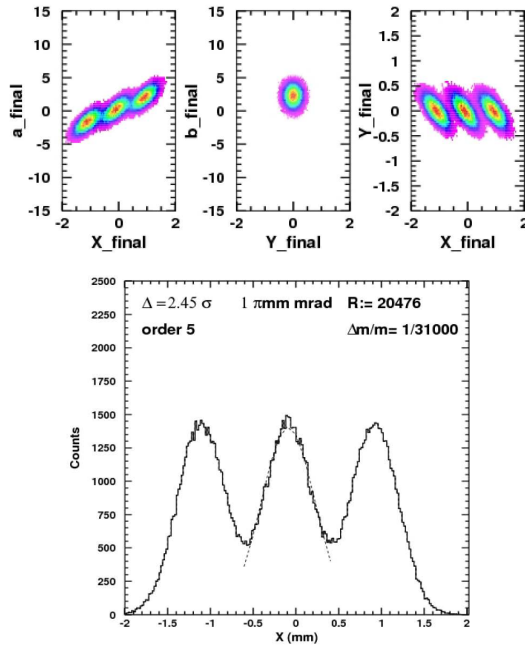 15
10
5
0
-5
-10
-15
-2 0 2
a_final
X_final
15
10
5
0
-5
-10
-15
-2 0 2
b_final
Y_final
2
1.5
1
0.5
0
-0.5
-1
-1.5
-2
-2 0 2
Y_final
X_final
2500
2250
2000
1750
1500
1250
1000
750
500
250
0
Counts
Δ = 2.45 σ 1 πmm mrad R:= 20476
order 5 Δm/m= 1/31000
-2 -1.5 -1 -0.5 0 0.5 1 1.5 2
X (mm)